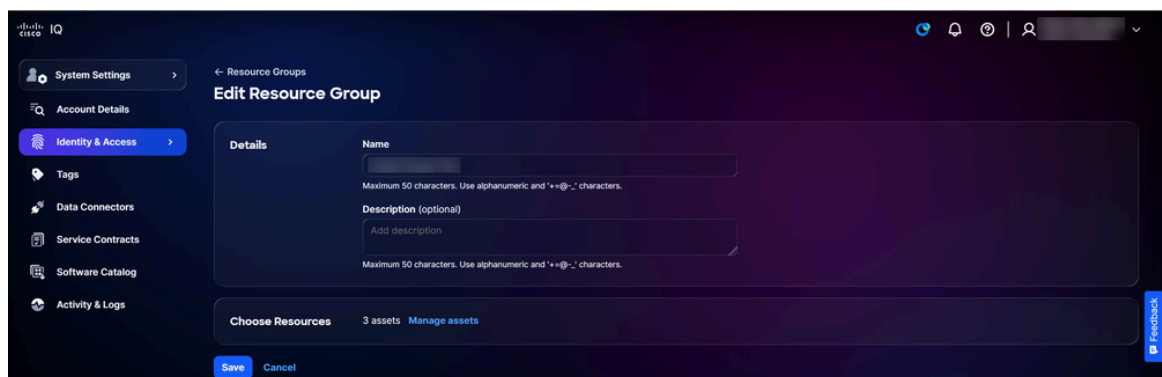 cisco IQ
System Settings
Account Details
Identity & Access
Tags
Data Connectors
Service Contracts
Software Catalog
Activity & Logs
← Resource Groups
Edit Resource Group
Details
Name
Maximum 50 characters. Use alphanumeric and '+=@-_' characters.
Description (optional)
Add description
Maximum 50 characters. Use alphanumeric and '+=@-_' characters.
Choose Resources
3 assets Manage assets
Save Cancel
Feedback